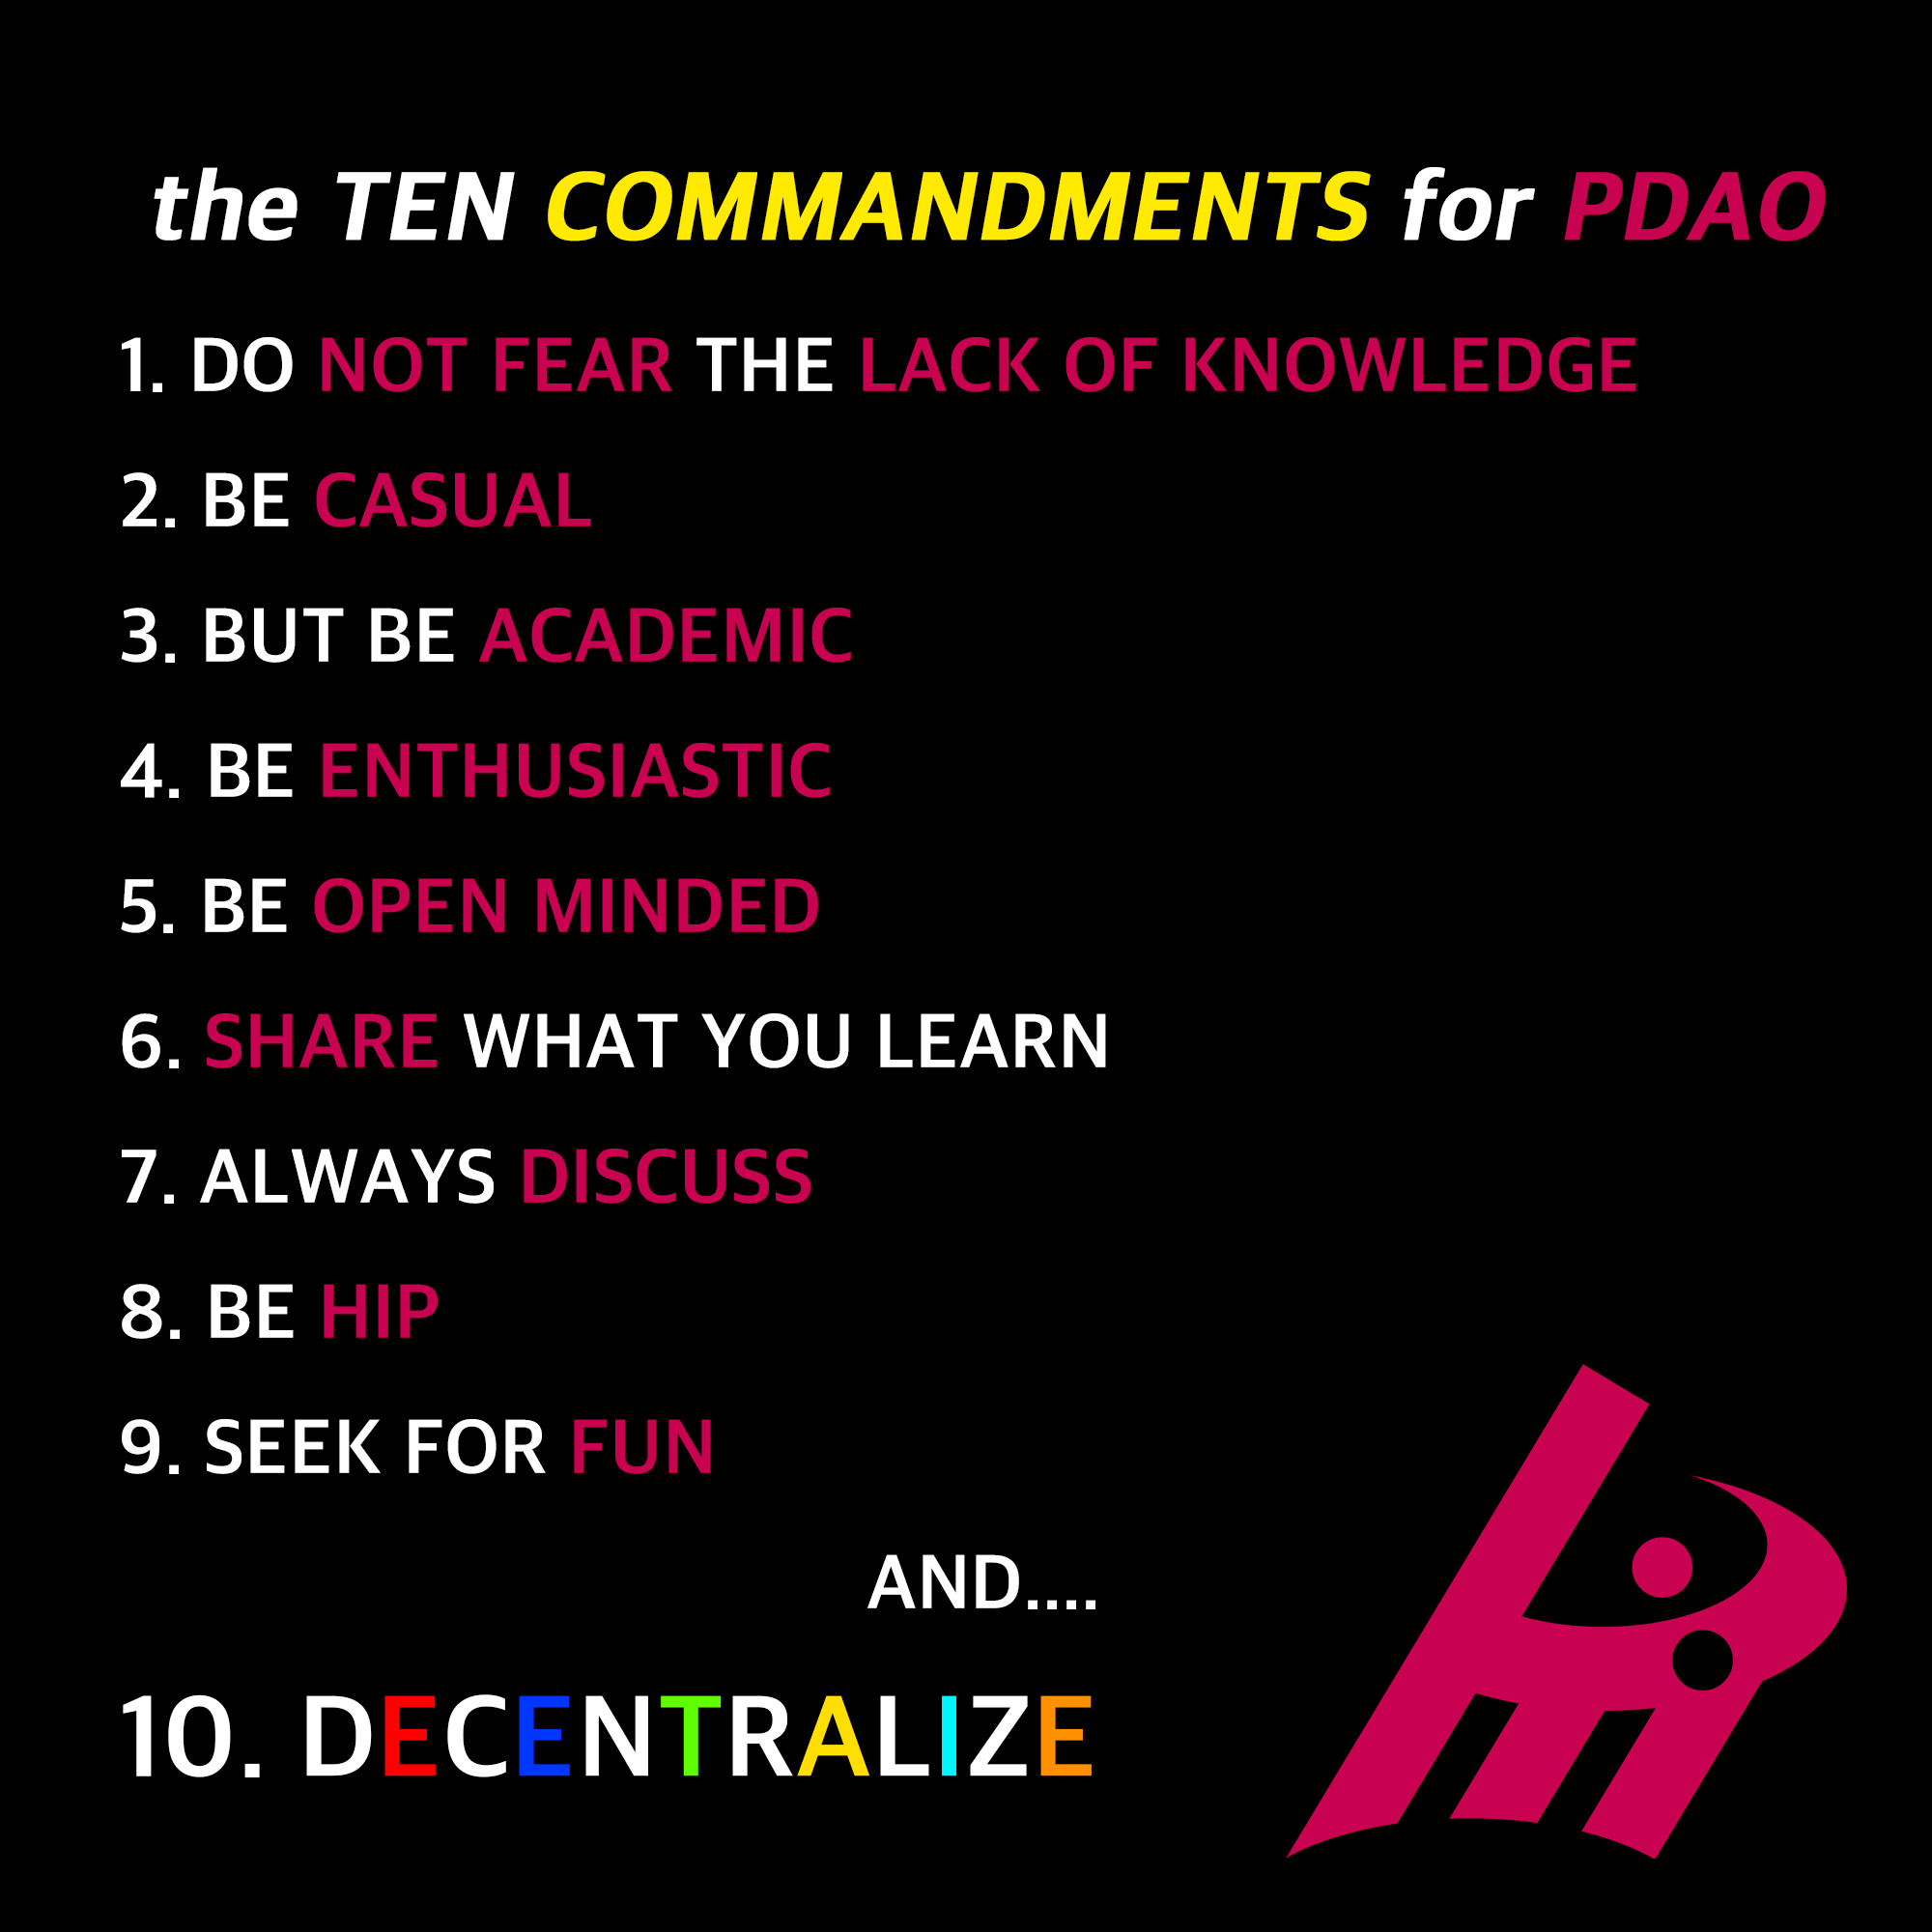 the TEN COMMANDMENTS for PDAO
1. DO NOT FEAR THE LACK OF KNOWLEDGE
2. BE CASUAL
3. BUT BE ACADEMIC
4. BE ENTHUSIASTIC
5. BE OPEN MINDED
6. SHARE WHAT YOU LEARN
7. ALWAYS DISCUSS
8. BE HIP
9. SEEK FOR FUN
AND....
10. DECENTRALIZE